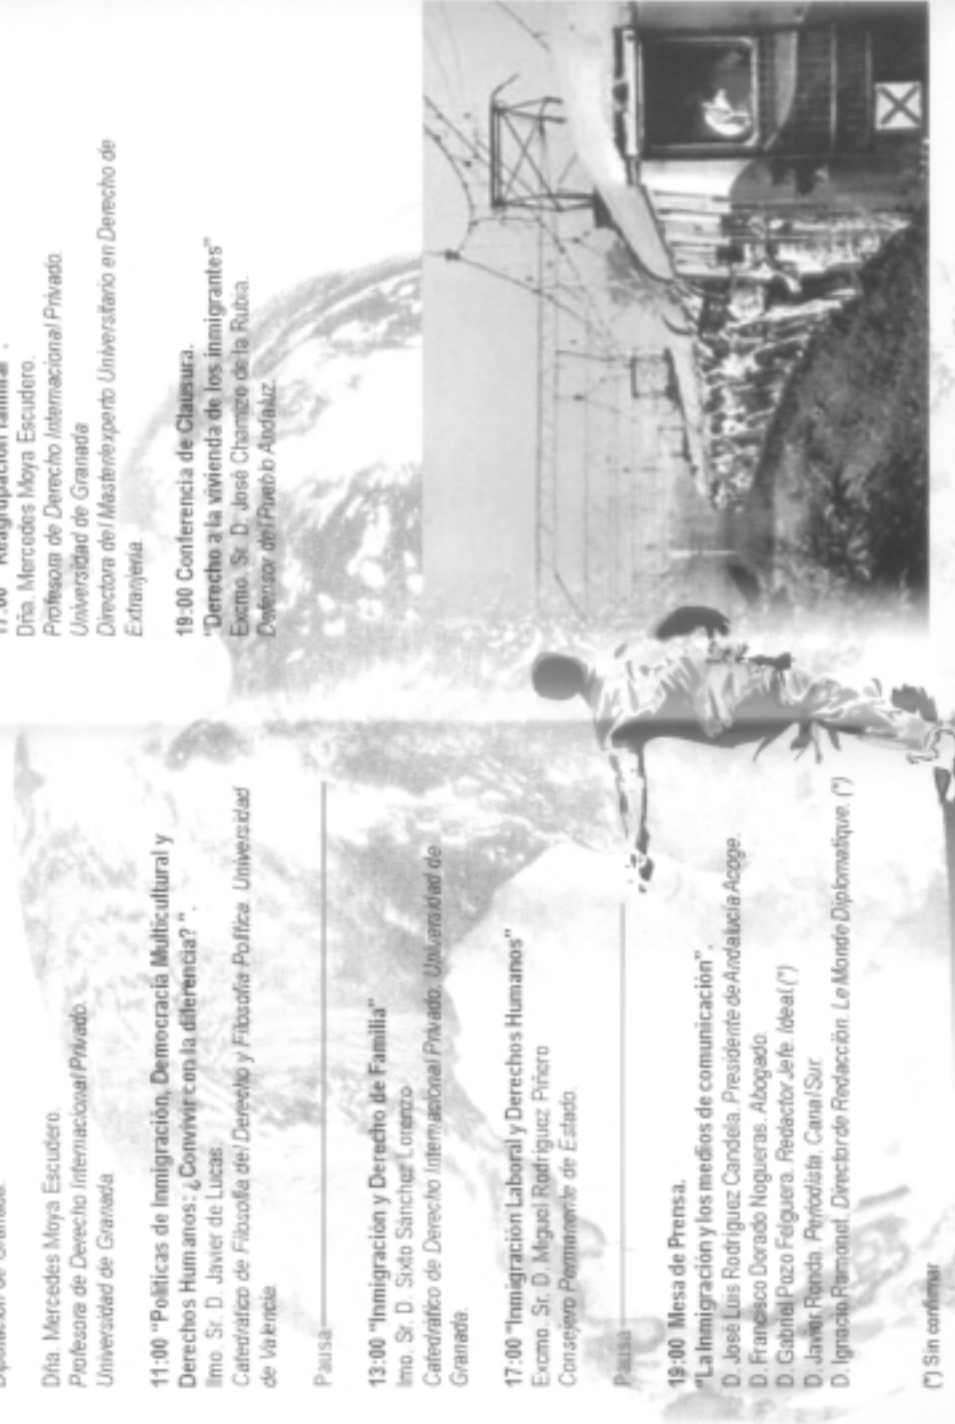 Dña. Mercedes Moya Escudero.
Profesora de Derecho Internacional Privado.
Universidad de Granada
11:00 "Políticas de Inmigración, Democracia Multicultural y
Derechos Humanos: ¿Convivir con la diferencia?".
Ilmo. Sr. D. Javier de Lucas
Catedrático de Filosofía del Derecho y Filosofía Política. Universidad
de Valencia.
Pausa
13:00 "Inmigración y Derecho de Familia"
Ilmo. Sr. D. Sixto Sánchez Lorenzo
Catedrático de Derecho Internacional Privado. Universidad de
Granada.
17:00 "Inmigración Laboral y Derechos Humanos"
Excmo. Sr. D. Miguel Rodríguez Piñero
Consejero Permanente de Estado.
Pausa
19:00 Mesa de Prensa.
"La Inmigración y los medios de comunicación".
D. José Luis Rodríguez Candela. Presidente de Andalucía Acoge.
D. Francisco Dorado Nogueras. Abogado.
D. Gabriel Pozo Felguera. Redactor Jefe. Ideal (*)
D. Javier Ronda. Periodista. Canal Sur
D. Ignacio Ramonet. Director de Redacción. Le Monde Diplomatique. (*)
(*) Sin confirmar
17:00 "Reagrupación familiar".
Dña. Mercedes Moya Escudero.
Profesora de Derecho Internacional Privado.
Universidad de Granada
Directora del Master/experto Universitario en Derecho de
Extranjería
19:00 Conferencia de Clausura.
"Derecho a la vivienda de los inmigrantes"
Excmo. Sr. D. José Chamizo de la Rubia.
Defensor del Pueblo Andaluz.